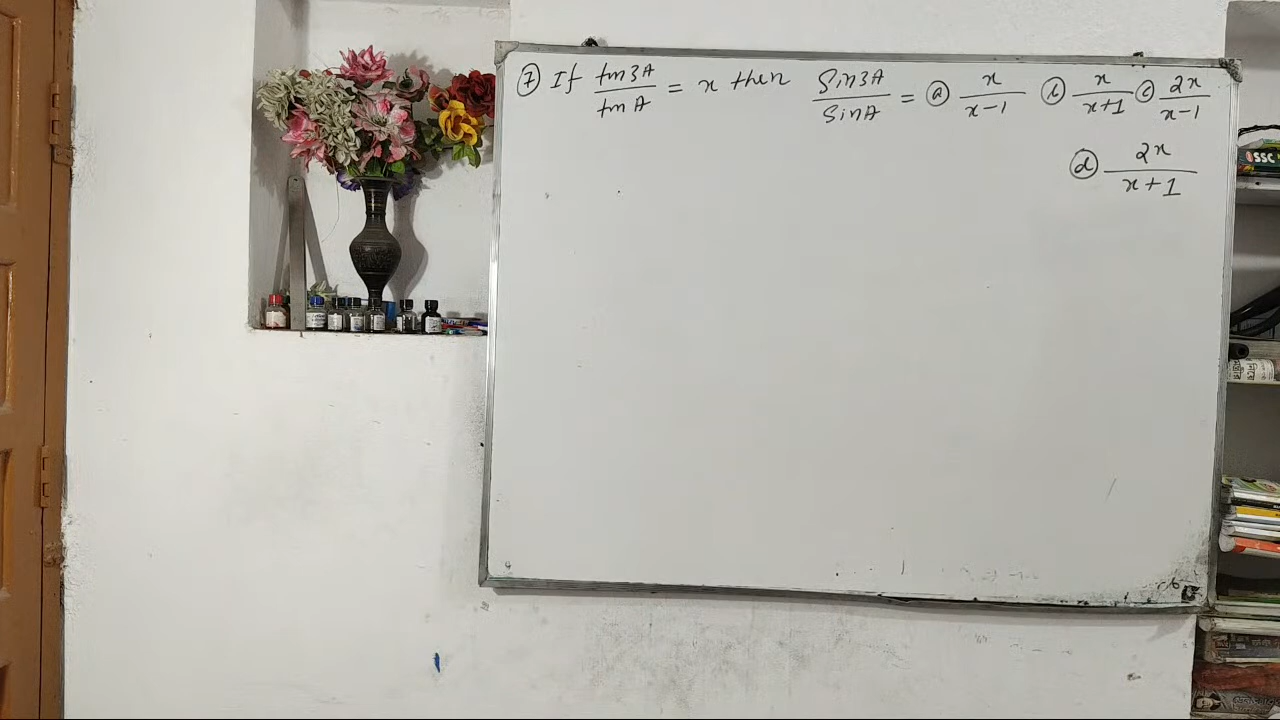 ⑦ If tan3A/tanA = x then Sin3A/SinA = ⓐ x/x-1 ⓑ x/x+1 ⓒ 2x/x-1
ⓓ 2x/x+1
SSC